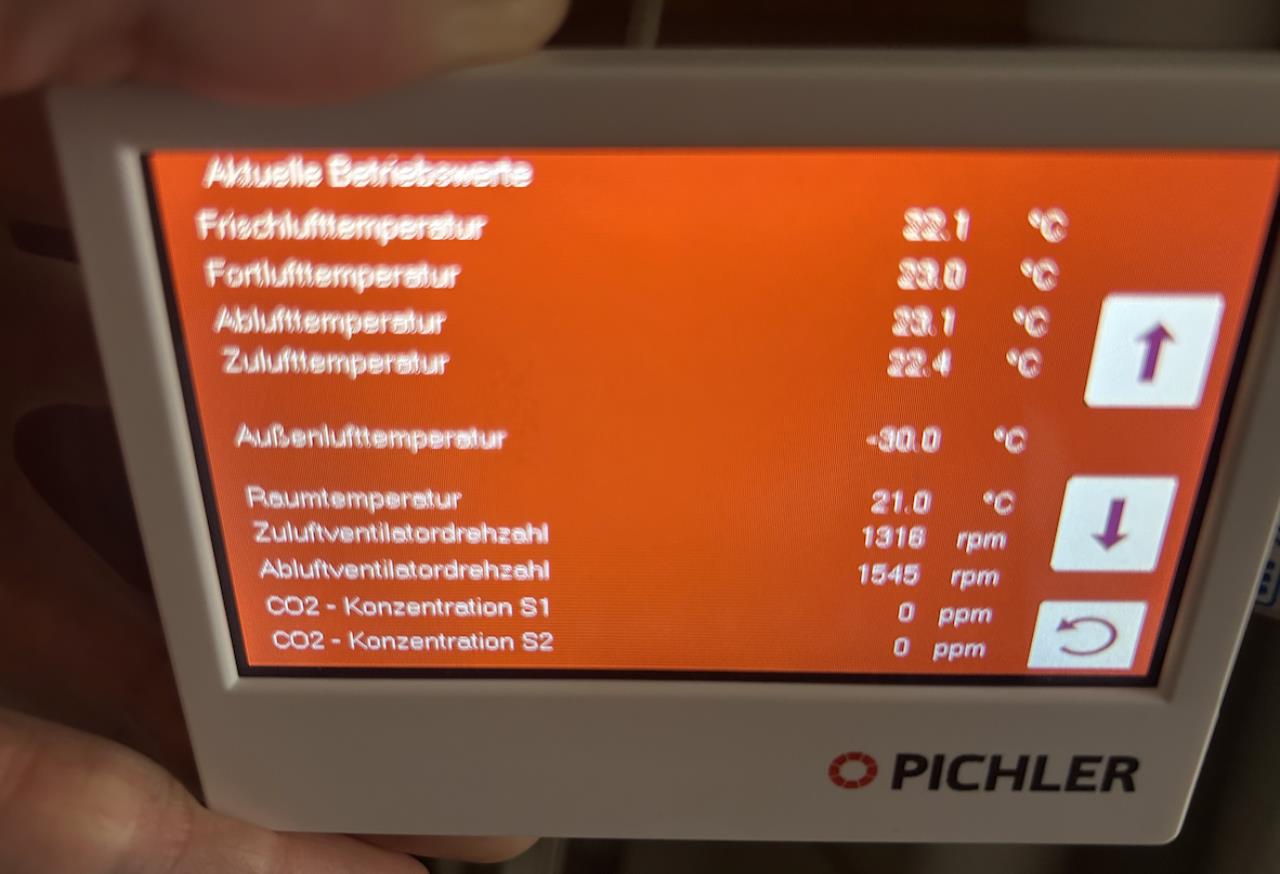 Aktuelle Betriebswerte
Frischlufttemperatur 22.1 °C
Fortlufttemperatur 23.0 °C
Ablufttemperatur 23.1 °C
Zulufttemperatur 22.4 °C
Außenlufttemperatur -30.0 °C
Raumtemperatur 21.0 °C
Zuluftventilatordrehzahl 1316 rpm
Abluftventilatordrehzahl 1545 rpm
CO2 - Konzentration S1 0 ppm
CO2 - Konzentration S2 0 ppm
PICHLER